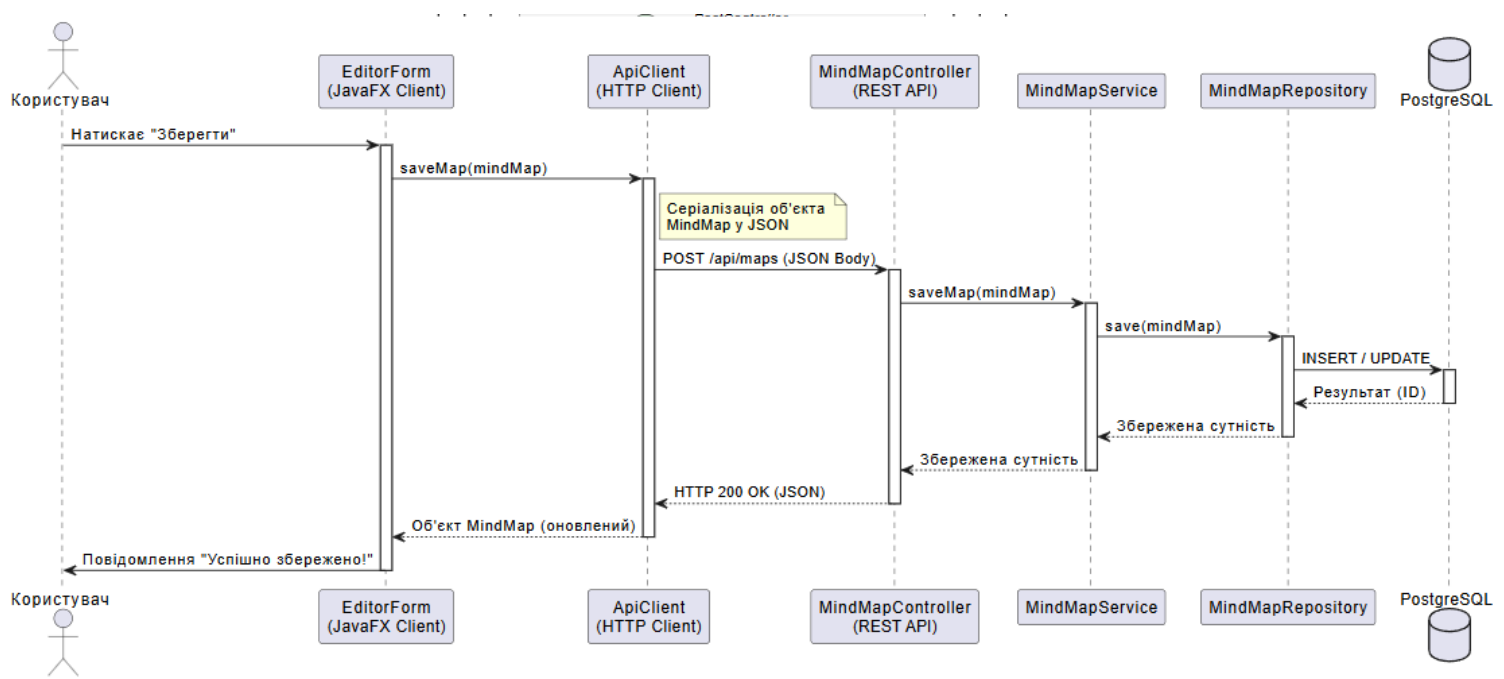 Користувач
EditorForm
(JavaFX Client)
ApiClient
(HTTP Client)
MindMapController
(REST API)
MindMapService
MindMapRepository
PostgreSQL
Натискає "Зберегти"
saveMap(mindMap)
Серіалізація об'єкта
MindMap у JSON
POST /api/maps (JSON Body)
saveMap(mindMap)
save(mindMap)
INSERT / UPDATE
Результат (ID)
Збережена сутність
Збережена сутність
HTTP 200 OK (JSON)
Об'єкт MindMap (оновлений)
Повідомлення "Успішно збережено!"
Користувач
EditorForm
(JavaFX Client)
ApiClient
(HTTP Client)
MindMapController
(REST API)
MindMapService
MindMapRepository
PostgreSQL